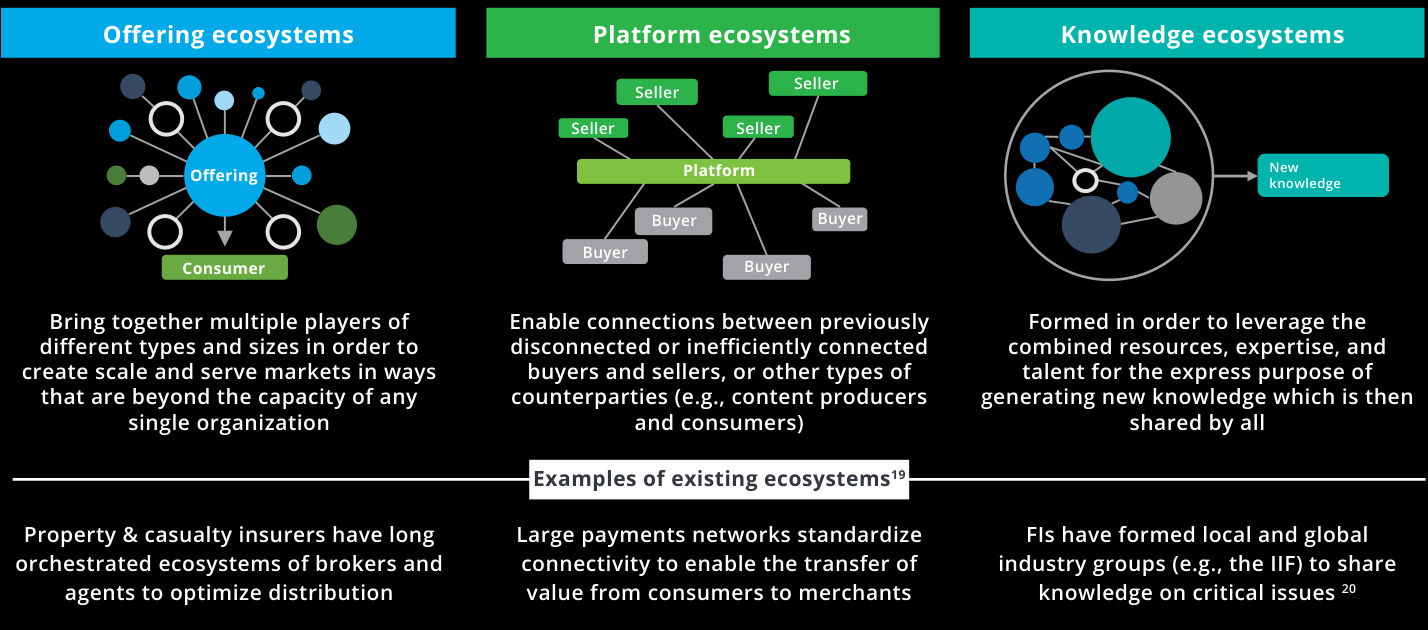 Offering ecosystems
Offering
Consumer
Bring together multiple players of
different types and sizes in order to
create scale and serve markets in ways
that are beyond the capacity of any
single organization
Platform ecosystems
Seller
Seller
Seller
Seller
Platform
Buyer
Buyer
Buyer
Buyer
Enable connections between previously
disconnected or inefficiently connected
buyers and sellers, or other types of
counterparties (e.g., content producers
and consumers)
Knowledge ecosystems
New
knowledge
Formed in order to leverage the
combined resources, expertise, and
talent for the express purpose of
generating new knowledge which is then
shared by all
Examples of existing ecosystems¹⁹
Property & casualty insurers have long
orchestrated ecosystems of brokers and
agents to optimize distribution
Large payments networks standardize
connectivity to enable the transfer of
value from consumers to merchants
FIs have formed local and global
industry groups (e.g., the IIF) to share
knowledge on critical issues ²⁰